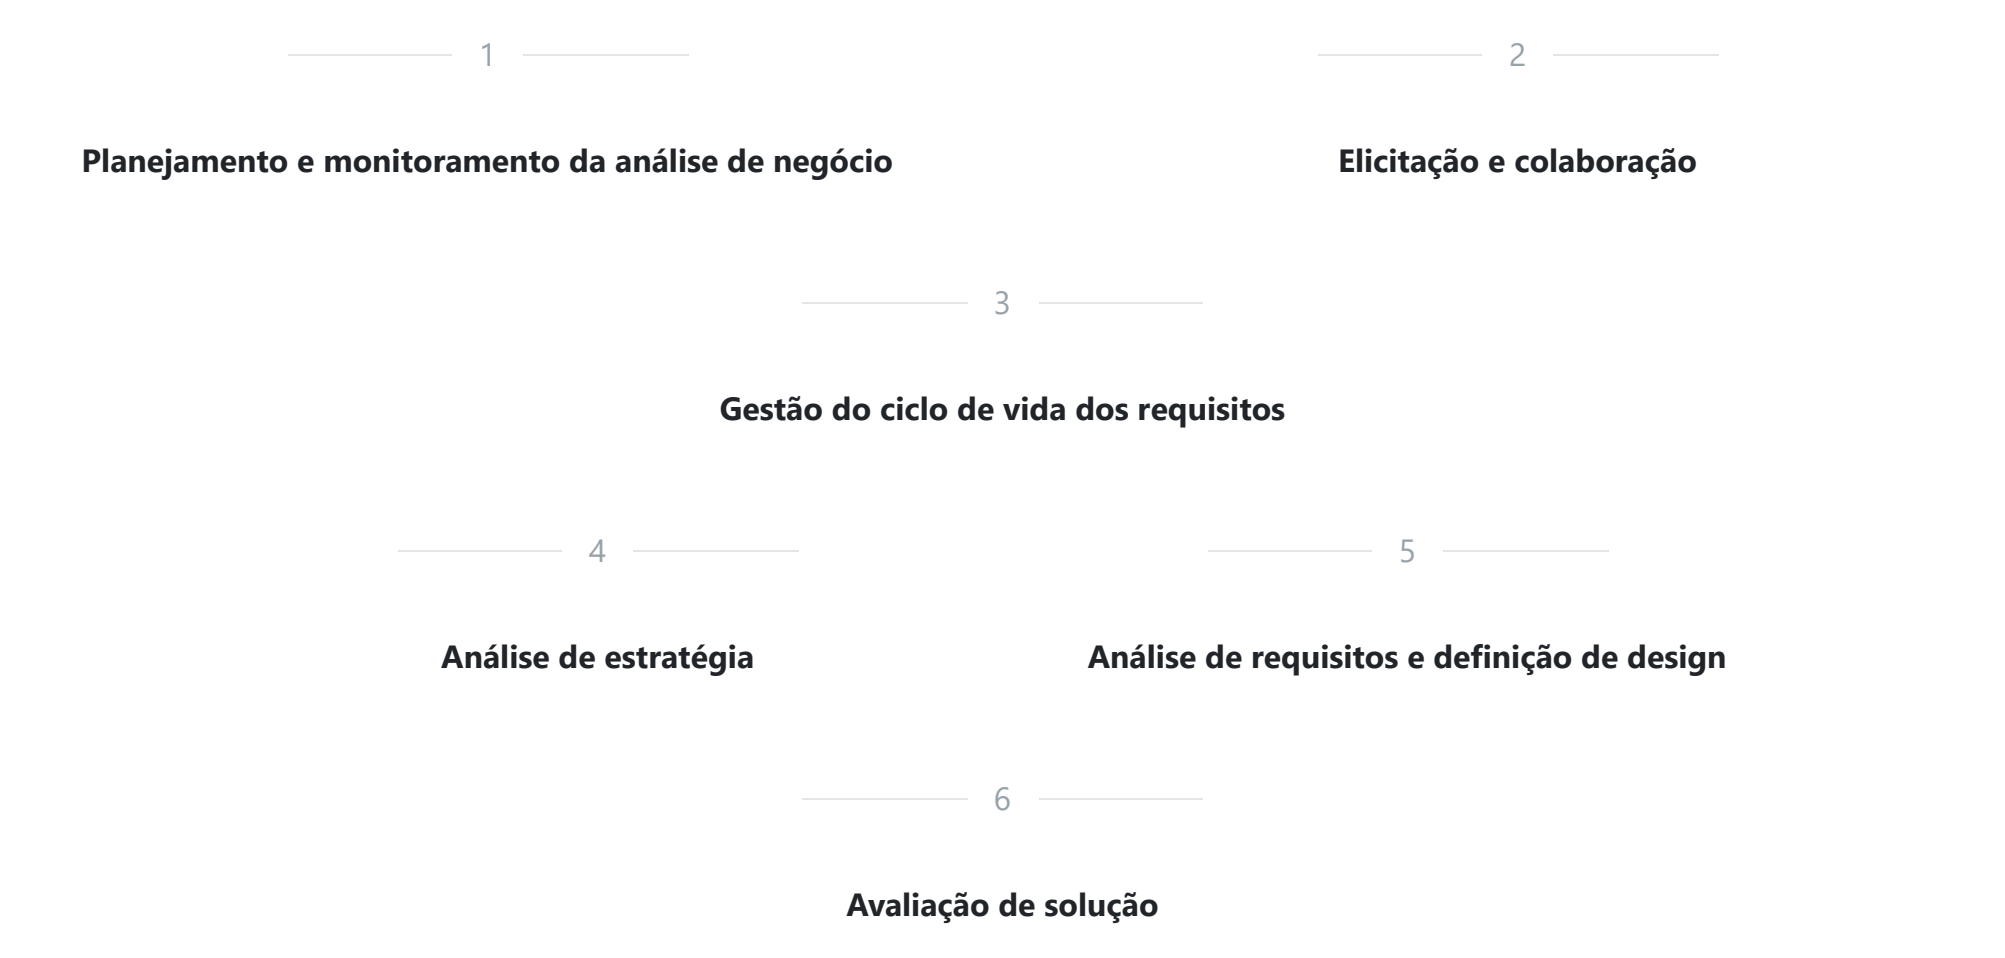 1
Planejamento e monitoramento da análise de negócio
2
Elicitação e colaboração
3
Gestão do ciclo de vida dos requisitos
4
Análise de estratégia
5
Análise de requisitos e definição de design
6
Avaliação de solução